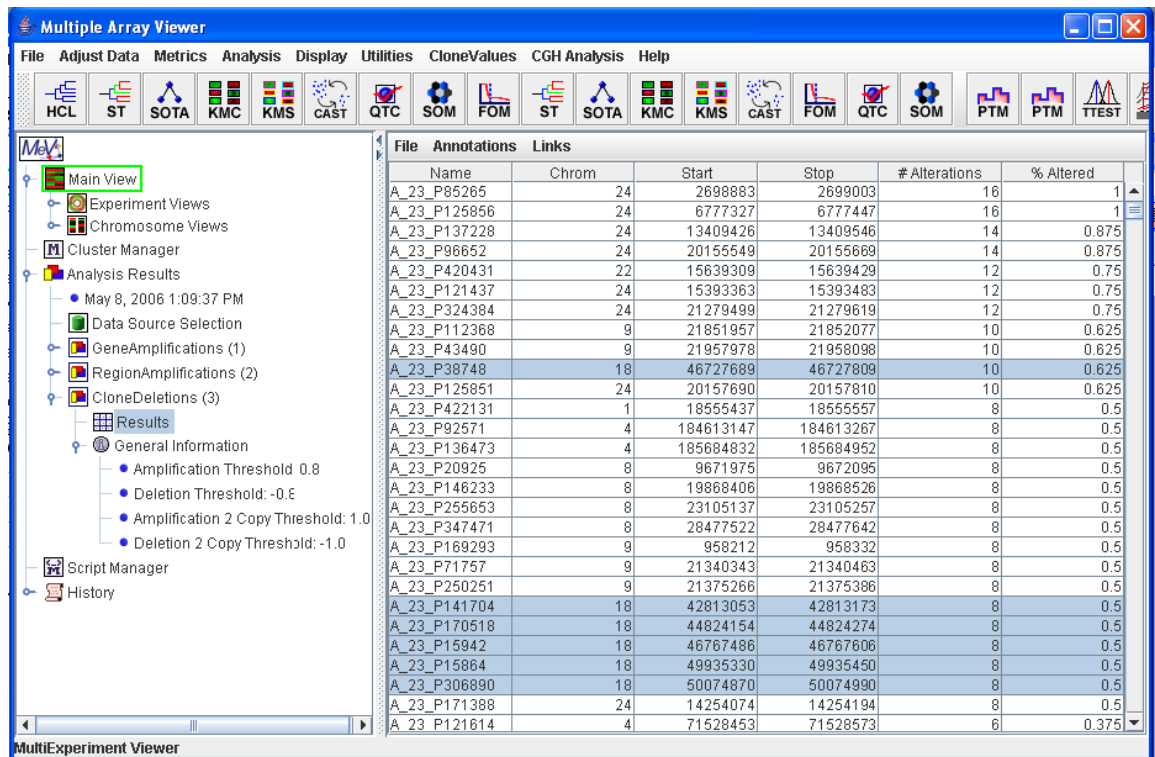 Multiple Array Viewer
File Adjust Data Metrics Analysis Display Utilities CloneValues CGH Analysis Help
HCL ST SOTA KMC KMS CAST QTC SOM FOM ST SOTA KMC KMS CAST FOM QTC SOM PTM PTM TTEST
MeV
Main View
Experiment Views
Chromosome Views
M Cluster Manager
Analysis Results
May 8, 2006 1:09:37 PM
Data Source Selection
GeneAmplifications (1)
RegionAmplifications (2)
CloneDeletions (3)
Results
General Information
Amplification Threshold 0.8
Deletion Threshold: -0.8
Amplification 2 Copy Threshold: 1.0
Deletion 2 Copy Threshold: -1.0
Script Manager
History
File Annotations Links
Name Chrom Start Stop # Alterations % Altered
A_23_P85265 24 2698883 2699003 16 1
A_23_P125856 24 6777327 6777447 16 1
A_23_P137228 24 13409426 13409546 14 0.875
A_23_P96652 24 20155549 20155669 14 0.875
A_23_P420431 22 15639309 15639429 12 0.75
A_23_P121437 24 15393363 15393483 12 0.75
A_23_P324384 24 21279499 21279619 12 0.75
A_23_P112368 9 21851957 21852077 10 0.625
A_23_P43490 9 21957978 21958098 10 0.625
A_23_P38748 18 46727689 46727809 10 0.625
A_23_P125851 24 20157690 20157810 10 0.625
A_23_P422131 1 18555437 18555557 8 0.5
A_23_P92571 4 184613147 184613267 8 0.5
A_23_P136473 4 185684832 185684952 8 0.5
A_23_P20925 8 9671975 9672095 8 0.5
A_23_P146233 8 19868406 19868526 8 0.5
A_23_P255653 8 23105137 23105257 8 0.5
A_23_P347471 8 28477522 28477642 8 0.5
A_23_P169293 9 958212 958332 8 0.5
A_23_P71757 9 21340343 21340463 8 0.5
A_23_P250251 9 21375266 21375386 8 0.5
A_23_P141704 18 42813053 42813173 8 0.5
A_23_P170518 18 44824154 44824274 8 0.5
A_23_P15942 18 46767486 46767606 8 0.5
A_23_P15864 18 49935330 49935450 8 0.5
A_23_P306890 18 50074870 50074990 8 0.5
A_23_P171388 24 14254074 14254194 8 0.5
A_23_P121614 4 71528453 71528573 6 0.375
MultiExperiment Viewer